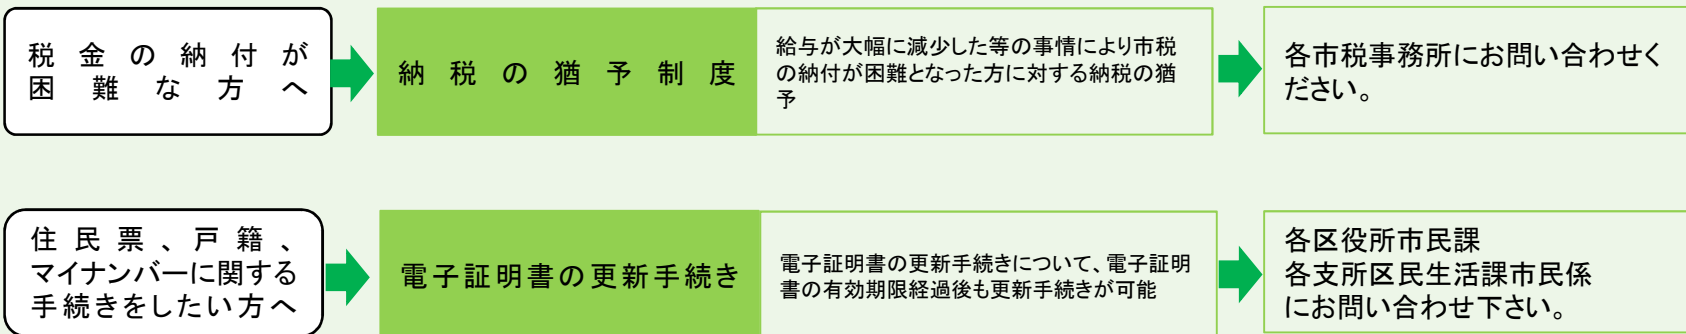 税金の納付が
困難な方へ
納税の猶予制度
給与が大幅に減少した等の事情により市税
の納付が困難となった方に対する納税の猶
予
各市税事務所にお問い合わせく
ださい。
住民票、戸籍、
マイナンバーに関する
手続きをしたい方へ
電子証明書の更新手続き
電子証明書の更新手続きについて、電子証明
書の有効期限経過後も更新手続きが可能
各区役所市民課
各支所区民生活課市民係
にお問い合わせ下さい。